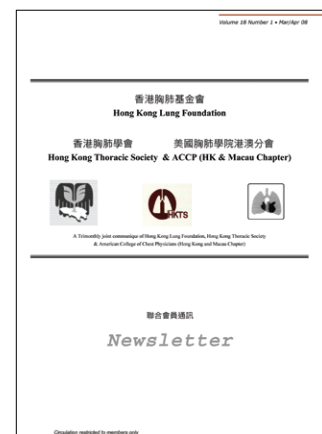 Volume 18 Number 1 • Mar/Apr 08
香港胸肺基金會
Hong Kong Lung Foundation
香港胸肺學會 美國胸肺學院港澳分會
Hong Kong Thoracic Society & ACCP (HK & Macau Chapter)
HKTS
A Trimonthly joint communique of Hong Kong Lung Foundation, Hong Kong Thoracic Society
& American College of Chest Physicians (Hong Kong and Macau Chapter)
聯合會員通訊
Newsletter
Circulation restricted to members only